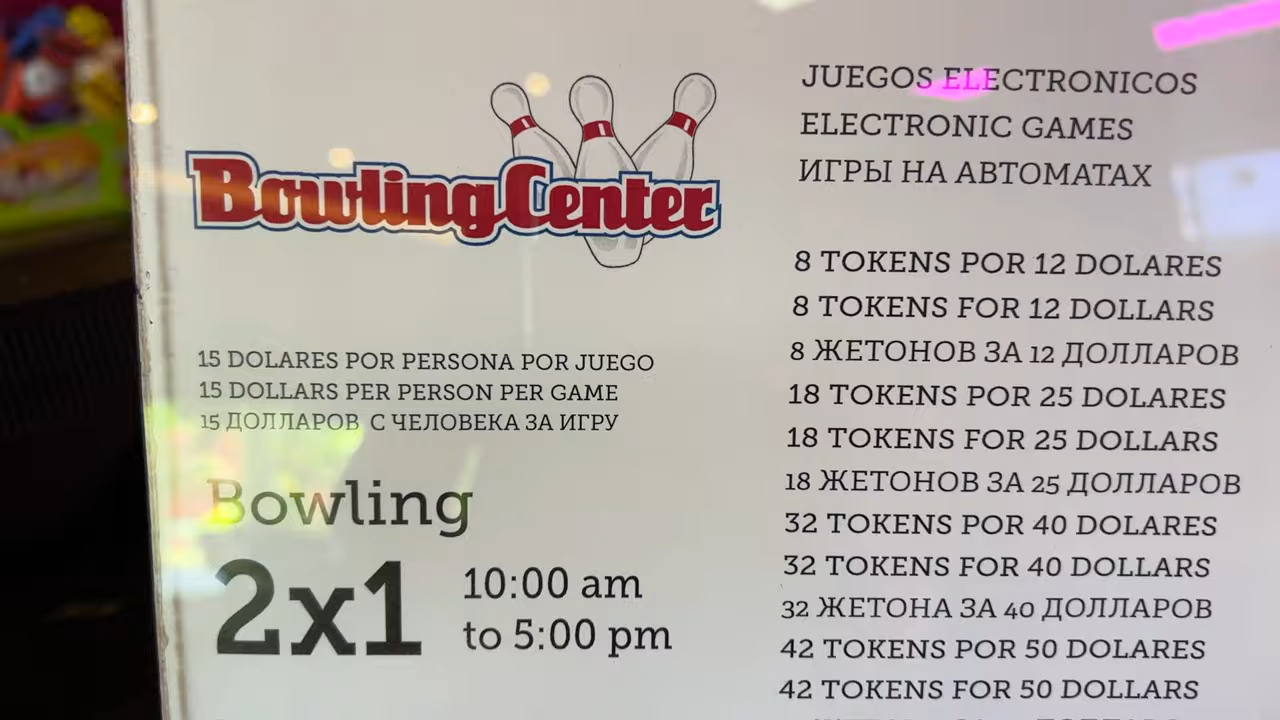 Bowling Center
15 DOLARES POR PERSONA POR JUEGO
15 DOLLARS PER PERSON PER GAME
15 ДОЛЛАРОВ С ЧЕЛОВЕКА ЗА ИГРУ
Bowling
2x1
10:00 am
to 5:00 pm
JUEGOS ELECTRONICOS
ELECTRONIC GAMES
ИГРЫ НА АВТОМАТАХ
8 TOKENS POR 12 DOLARES
8 TOKENS FOR 12 DOLLARS
8 ЖЕТОНОВ ЗА 12 ДОЛЛАРОВ
18 TOKENS POR 25 DOLARES
18 TOKENS FOR 25 DOLLARS
18 ЖЕТОНОВ ЗА 25 ДОЛЛАРОВ
32 TOKENS POR 40 DOLARES
32 TOKENS FOR 40 DOLLARS
32 ЖЕТОНА ЗА 40 ДОЛЛАРОВ
42 TOKENS POR 50 DOLARES
42 TOKENS FOR 50 DOLLARS